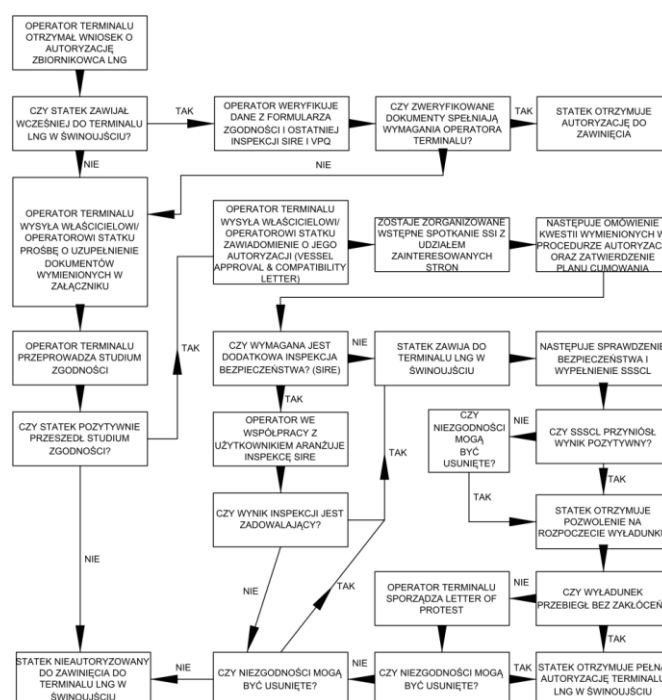 OPERATOR TERMINALU
OTRZYMAŁ WNIOSEK O
AUTORYZACJĘ
ZBIORNIKOWCA LNG
CZY STATEK ZAWIJAŁ
WCZEŚNIEJ DO TERMINALU
LNG W ŚWINOUJŚCIU?
TAK
OPERATOR WERYFIKUJE
DANE Z FORMULARZA
ZGODNOŚCI I OSTATNIEJ
INSPEKCJI SIRE I VPQ
CZY ZWERYFIKOWANE
DOKUMENTY SPEŁNIAJĄ
WYMAGANIA OPERATORA
TERMINALU?
TAK
STATEK OTRZYMUJE
AUTORYZACJĘ DO
ZAWINIĘCIA
NIE
NIE
OPERATOR TERMINALU
WYSYŁA WŁAŚCICIELOWI/
OPERATOROWI STATKU
PROŚBĘ O UZUPEŁNIENIE
DOKUMENTÓW
WYMIENIONYCH W
ZAŁĄCZNIKU
OPERATOR TERMINALU
WYSYŁA WŁAŚCICIELOWI/
OPERATOROWI STATKU
ZAWIADOMIENIE O JEGO
AUTORYZACJI (VESSEL
APPROVAL & COMPATIBILITY
LETTER)
ZOSTAJE ZORGANIZOWANE
WSTĘPNE SPOTKANIE SSI Z
UDZIAŁEM
ZAINTERESOWANYCH
STRON
NASTĘPUJE OMÓWIENIE
KWESTII WYMIENIONYCH W
PROCEDURZE AUTORYZAC
ORAZ ZATWIERDZENIE
PLANU CUMOWANIA
OPERATOR TERMINALU
PRZEPROWADZA STUDIUM
ZGODNOŚCI
TAK
CZY WYMAGANA JEST
DODATKOWA INSPEKCJA
BEZPIECZEŃSTWA? (SIRE)
NIE
STATEK ZAWIJA DO
TERMINALU LNG W
ŚWINOUJŚCIU
NASTĘPUJE SPRAWDZENIE
BEZPIECZEŃSTWA I
WYPEŁNIENIE SSSCL
TAK
CZY STATEK POZYTYWNIE
PRZESZEDŁ STUDIUM
ZGODNOŚCI?
OPERATOR WE
WSPÓŁPRACY Z
UŻYTKOWNIKIEM ARANŻUJE
INSPEKCĘ SIRE
TAK
CZY
NIEZGODNOŚCI
MOGĄ
BYĆ
USUNIĘTE?
NIE
CZY SSSCL PRZYNIÓSŁ
WYNIK POZYTYWNY?
TAK
TAK
CZY WYNIK INSPEKCJI JEST
ZADOWALAJĄCY?
STATEK OTRZYMUJE
POZWOLENIE NA
ROZPOCZECIE WYŁADUNKU
NIE
NIE
TAK
OPERATOR TERMINALU
SPORZĄDZA LETTER OF
PROTEST
NIE
CZY WYŁADUNEK
PRZEBIEGŁ BEZ ZAKŁÓCEŃ
TAK
STATEK NIEAUTORYZOWANY
DO ZAWINIĘCIA DO
TERMINALU LNG W
ŚWINOUJŚCIU
NIE
CZY NIEZGODNOŚCI MOGĄ
BYĆ USUNIĘTE?
NIE
CZY NIEZGODNOŚCI MOGĄ
BYĆ USUNIĘTE?
TAK
STATEK OTRZYMUJE PEŁNĄ
AUTORYZACJĘ TERMINALU
LNG W ŚWINOUJŚCIU